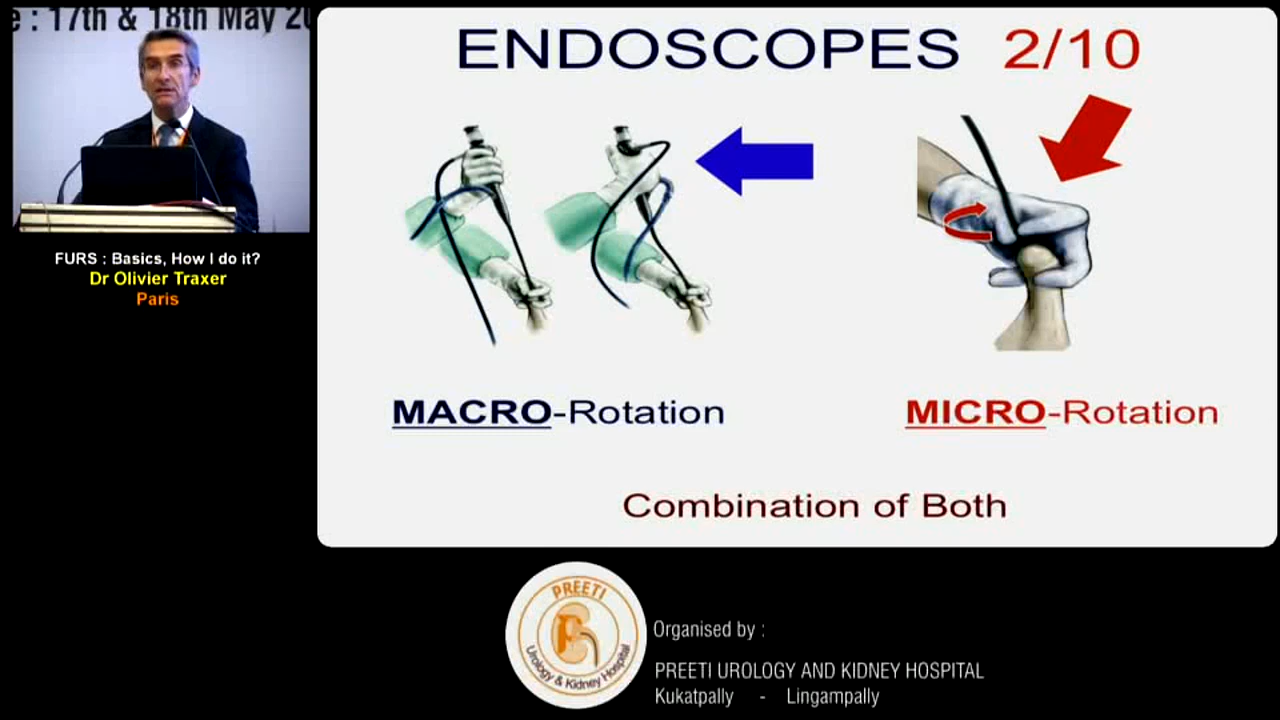 e : 17th & 18th May 20
ENDOSCOPES 2/10
MACRO-Rotation
MICRO-Rotation
Combination of Both
FURS : Basics, How I do it?
Dr Olivier Traxer
Paris
PREETI
Urology & Kidney Hospital
Organised by :
PREETI UROLOGY AND KIDNEY HOSPITAL
Kukatpally - Lingampally